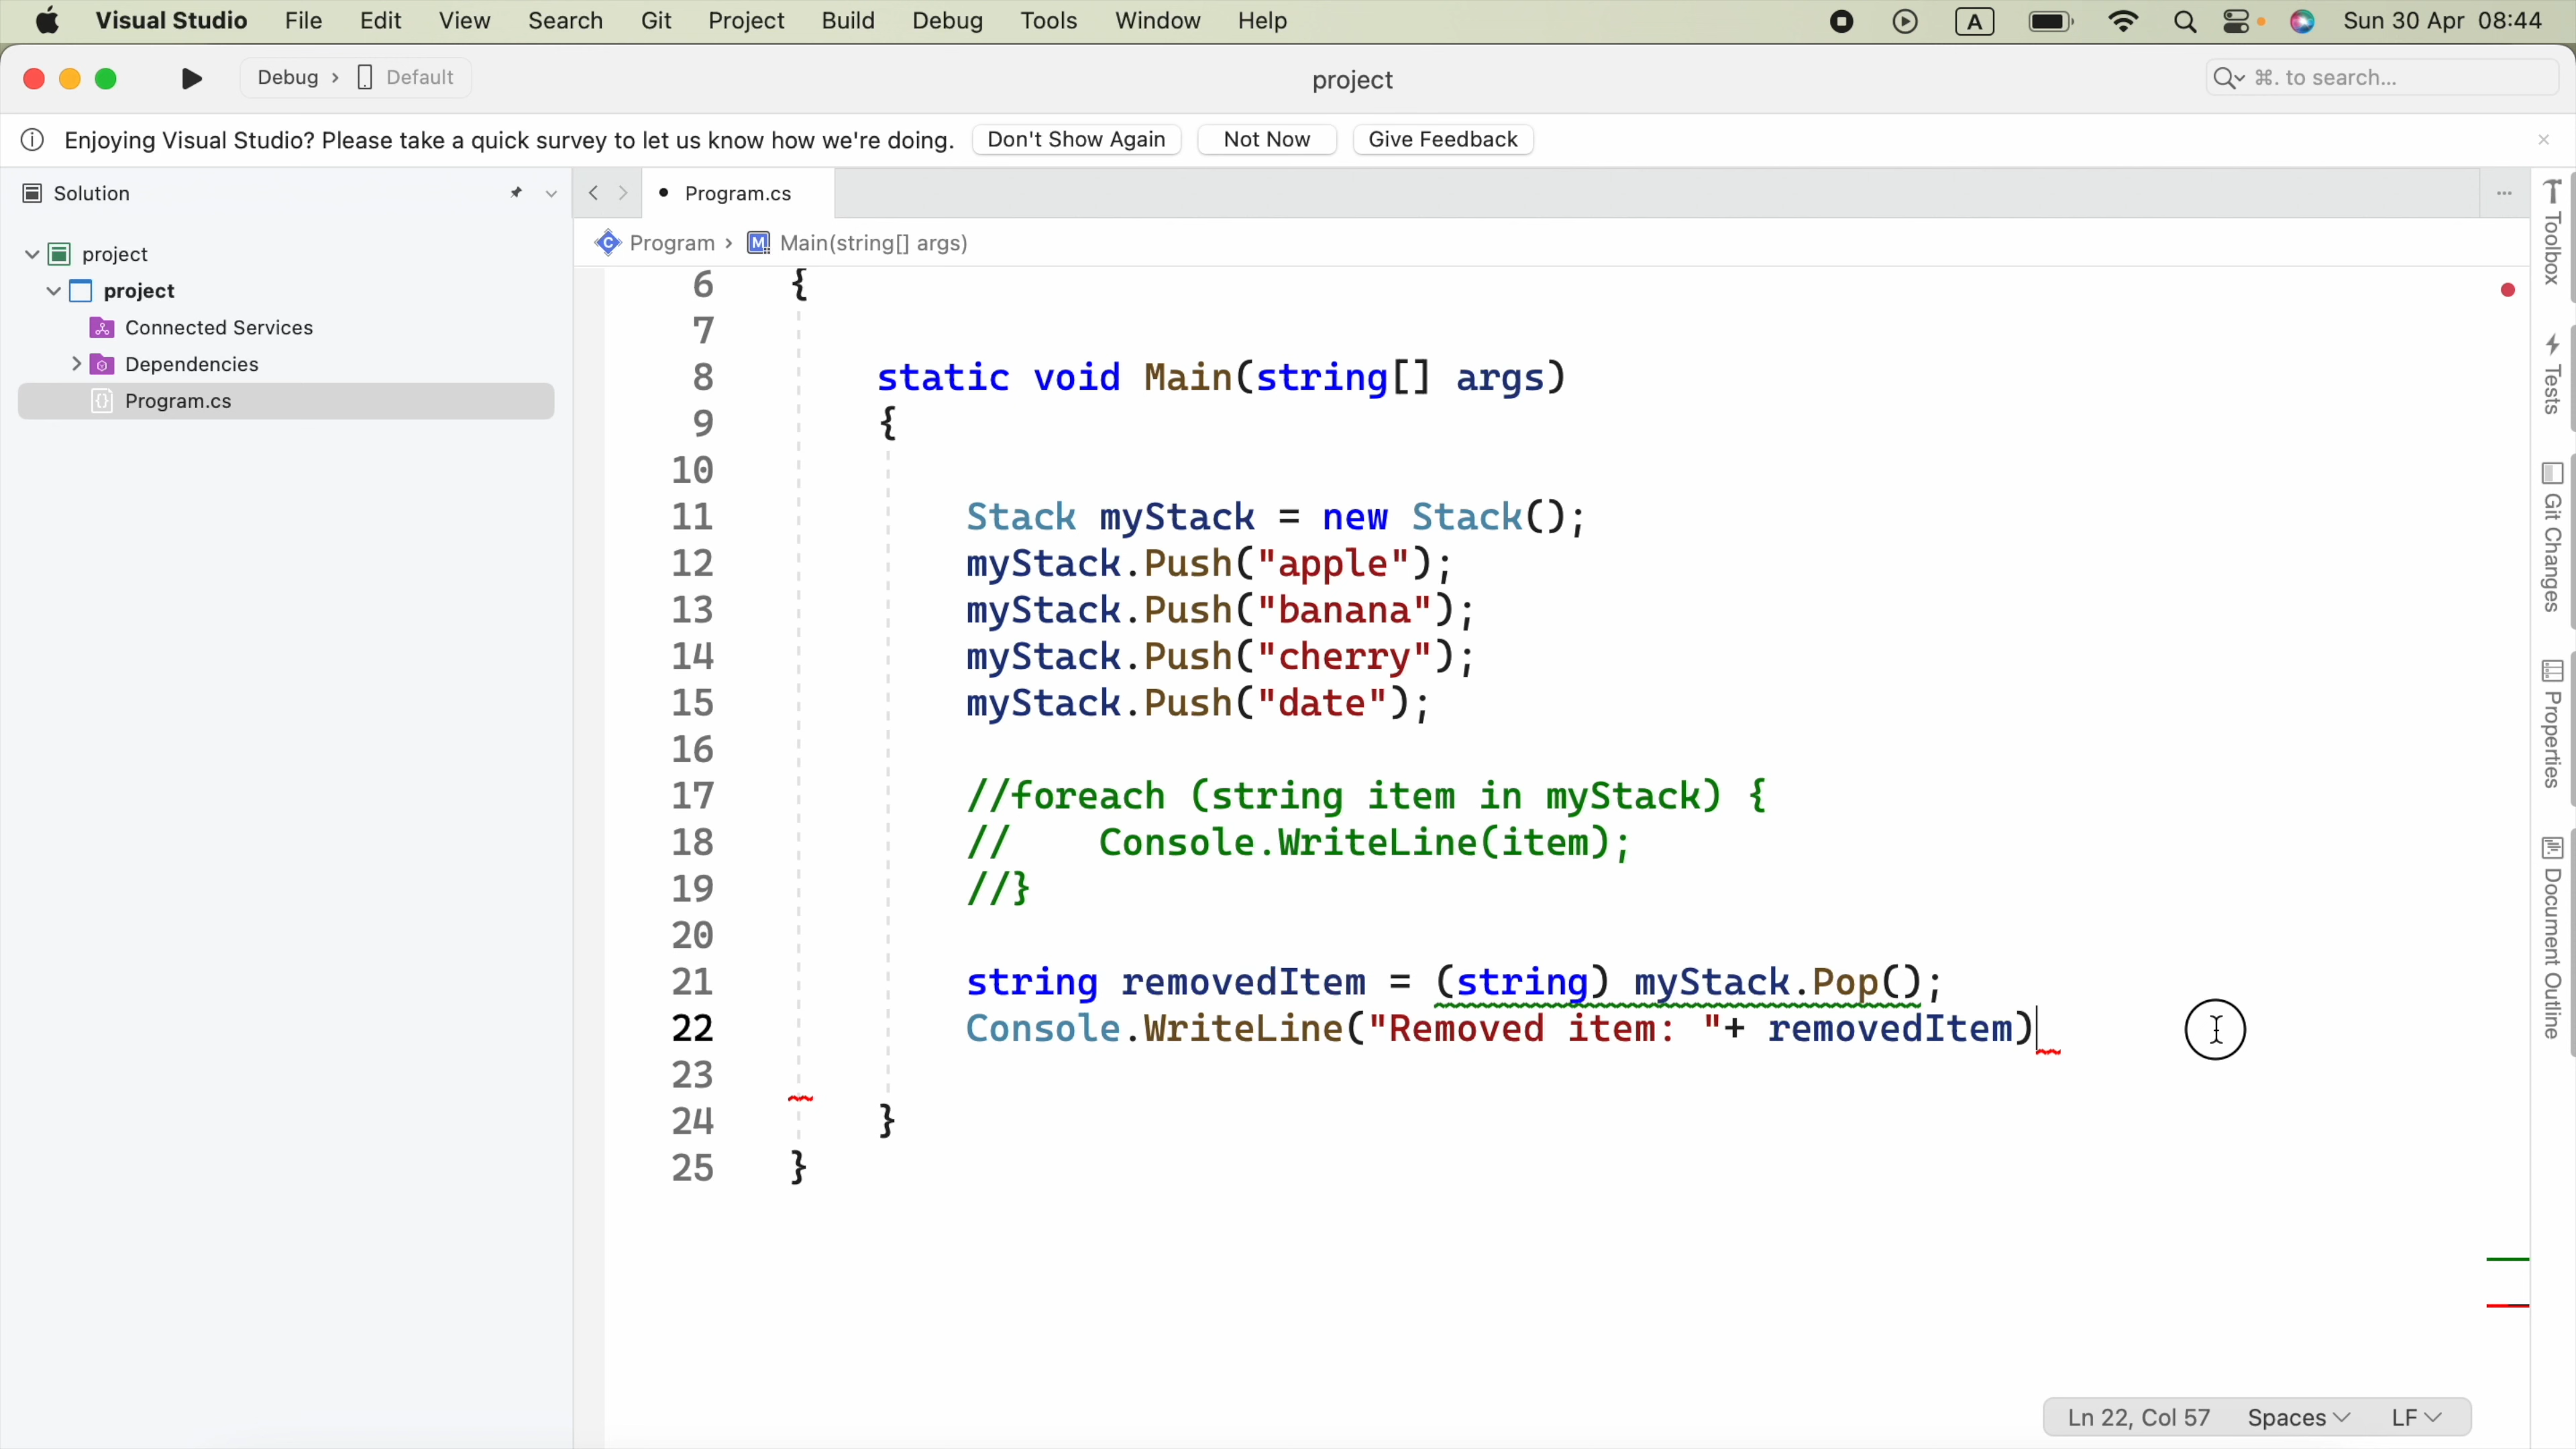 Visual Studio File Edit View Search Git Project Build Debug Tools Window Help A Sun 30 Apr 08:44
Debug › Default project ⌘. to search...
Enjoying Visual Studio? Please take a quick survey to let us know how we're doing. Don't Show Again Not Now Give Feedback
Solution
project
project
Connected Services
Dependencies
Program.cs
Program.cs
Program › Main(string[] args)
6 {
7
8 static void Main(string[] args)
9 {
10
11 Stack myStack = new Stack();
12 myStack.Push("apple");
13 myStack.Push("banana");
14 myStack.Push("cherry");
15 myStack.Push("date");
16
17 //foreach (string item in myStack) {
18 // Console.WriteLine(item);
19 //}
20
21 string removedItem = (string) myStack.Pop();
22 Console.WriteLine("Removed item: "+ removedItem)
23
24 }
25 }
Toolbox
Tests
Git Changes
Properties
Document Outline
Ln 22, Col 57 Spaces LF